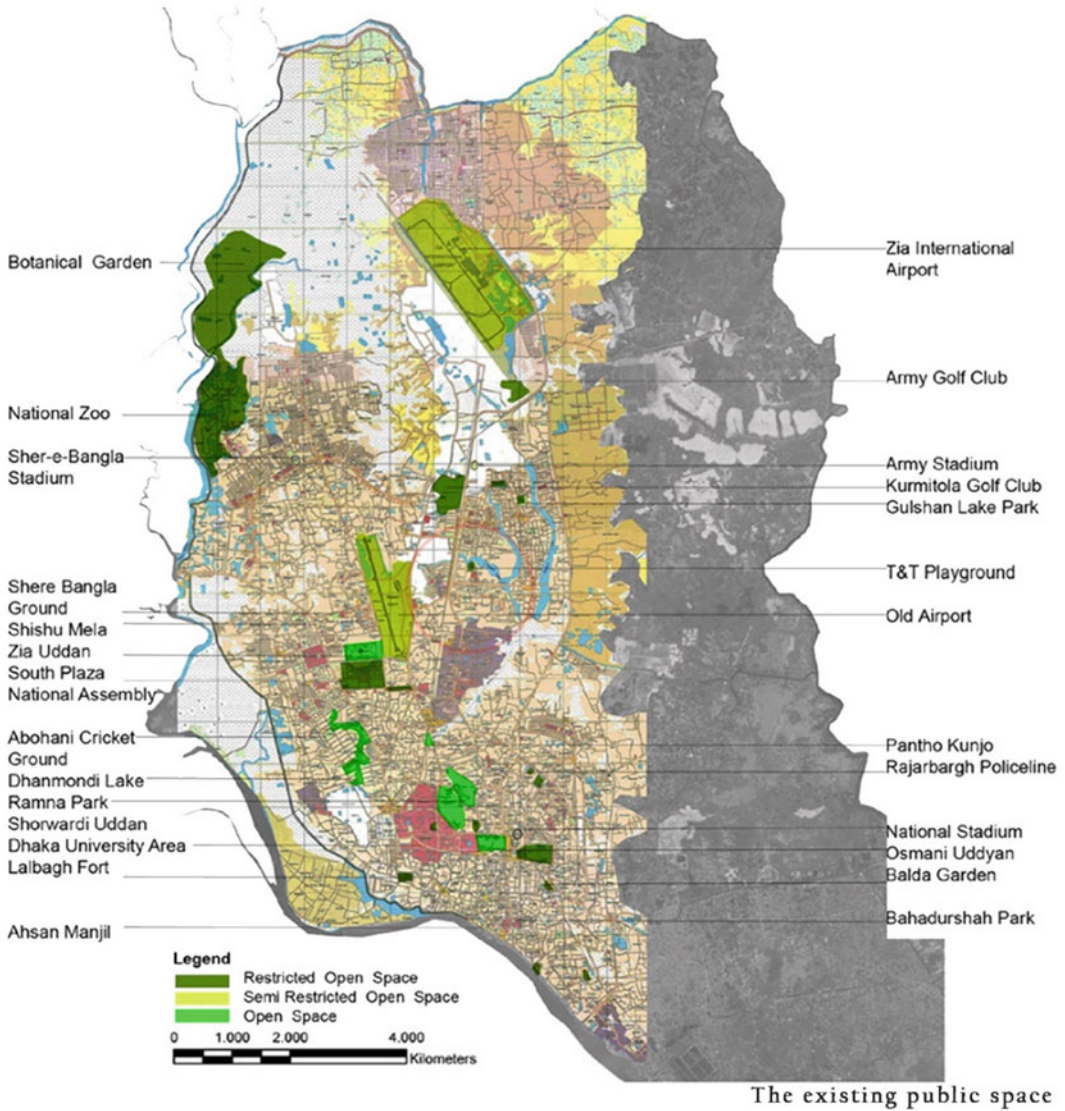 Botanical Garden
National Zoo
Sher-e-Bangla
Stadium
Shere Bangla
Ground
Shishu Mela
Zia Uddan
South Plaza
National Assembly
Abohani Cricket
Ground
Dhanmondi Lake
Ramna Park
Shorwardi Uddan
Dhaka University Area
Lalbagh Fort
Ahsan Manjil
Zia International
Airport
Army Golf Club
Army Stadium
Kurmitola Golf Club
Gulshan Lake Park
T&T Playground
Old Airport
Pantho Kunjo
Rajarbargh Policeline
National Stadium
Osmani Uddyan
Balda Garden
Bahadurshah Park
Legend
Restricted Open Space
Semi Restricted Open Space
Open Space
0 1.000 2.000 4.000
Kilometers
The existing public space